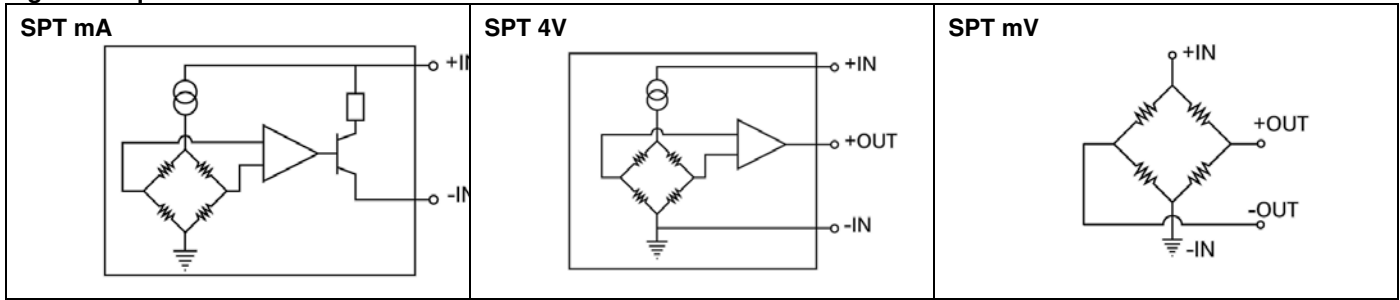 SPT mA
+IN
-IN
SPT 4V
+IN
+OUT
-IN
SPT mV
+IN
+OUT
-OUT
-IN